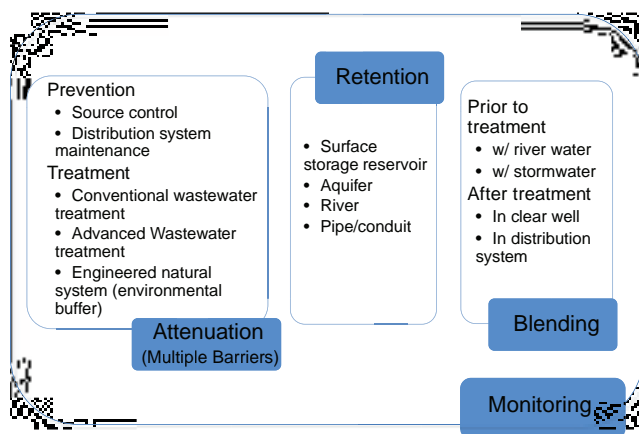 Prevention
• Source control
• Distribution system
maintenance
Treatment
• Conventional wastewater
treatment
• Advanced Wastewater
treatment
• Engineered natural
system (environmental
buffer)
Attenuation
(Multiple Barriers)
Retention
• Surface
storage reservoir
• Aquifer
• River
• Pipe/conduit
Prior to
treatment
• w/ river water
• w/ stormwater
After treatment
• In clear well
• In distribution
system
Blending
Monitoring